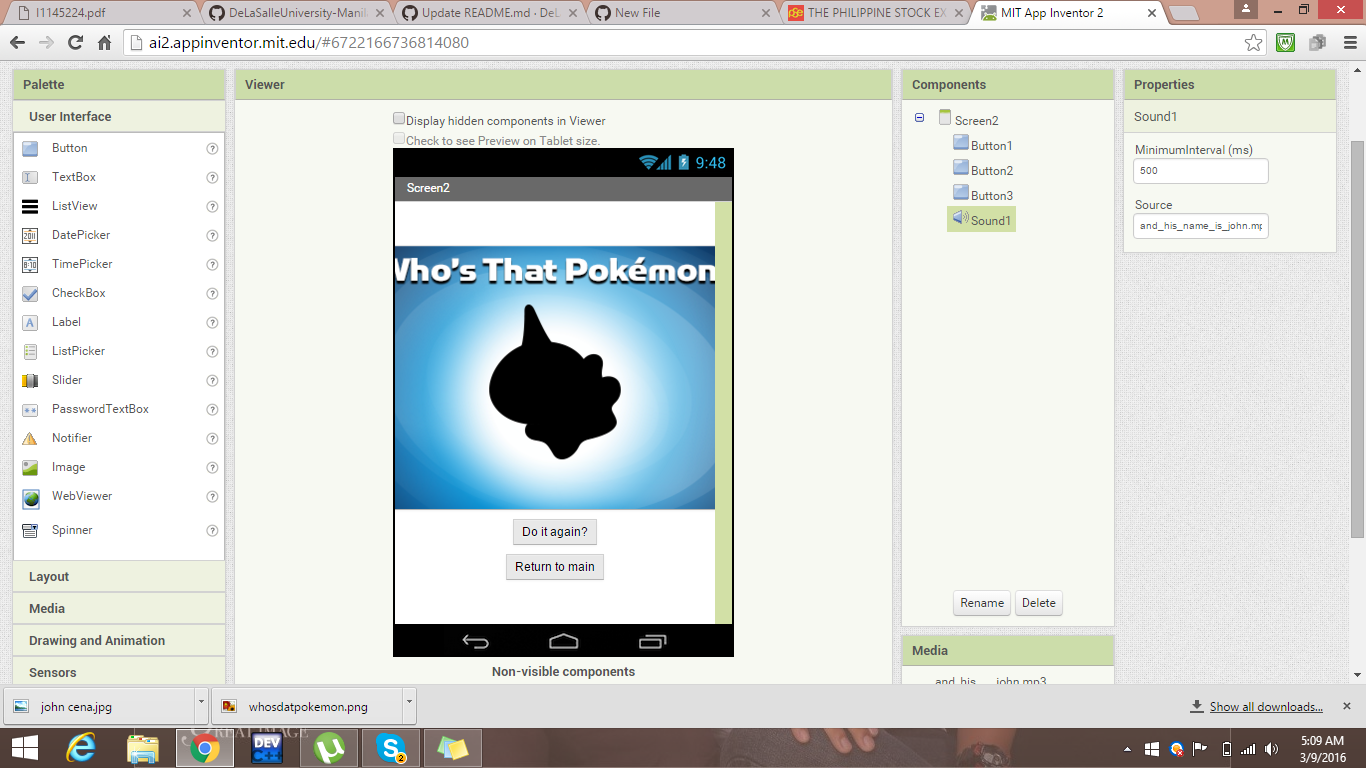 I1145224.pdf
DeLaSalleUniversity-Manil
Update README.md · DeL
New File
THE PHILIPPINE STOCK EX
MIT App Inventor 2
ai2.appinventor.mit.edu/#6722166736814080
Palette
User Interface
Button
TextBox
ListView
DatePicker
TimePicker
CheckBox
Label
ListPicker
Slider
PasswordTextBox
Notifier
Image
WebViewer
Spinner
Layout
Media
Drawing and Animation
Sensors
Viewer
Display hidden components in Viewer
Check to see Preview on Tablet size.
9:48
Screen2
Who's That Pokémon
Do it again?
Return to main
Non-visible components
Components
Screen2
Button1
Button2
Button3
Sound1
Rename Delete
Media
and_his_ _john.mp3
Properties
Sound1
MinimumInterval (ms)
500
Source
and_his_name_is_john.mp
john cena.jpg
whosdatpokemon.png
Show all downloads...
REAL IMAGE
DEV
C++
2
5:09 AM
3/9/2016